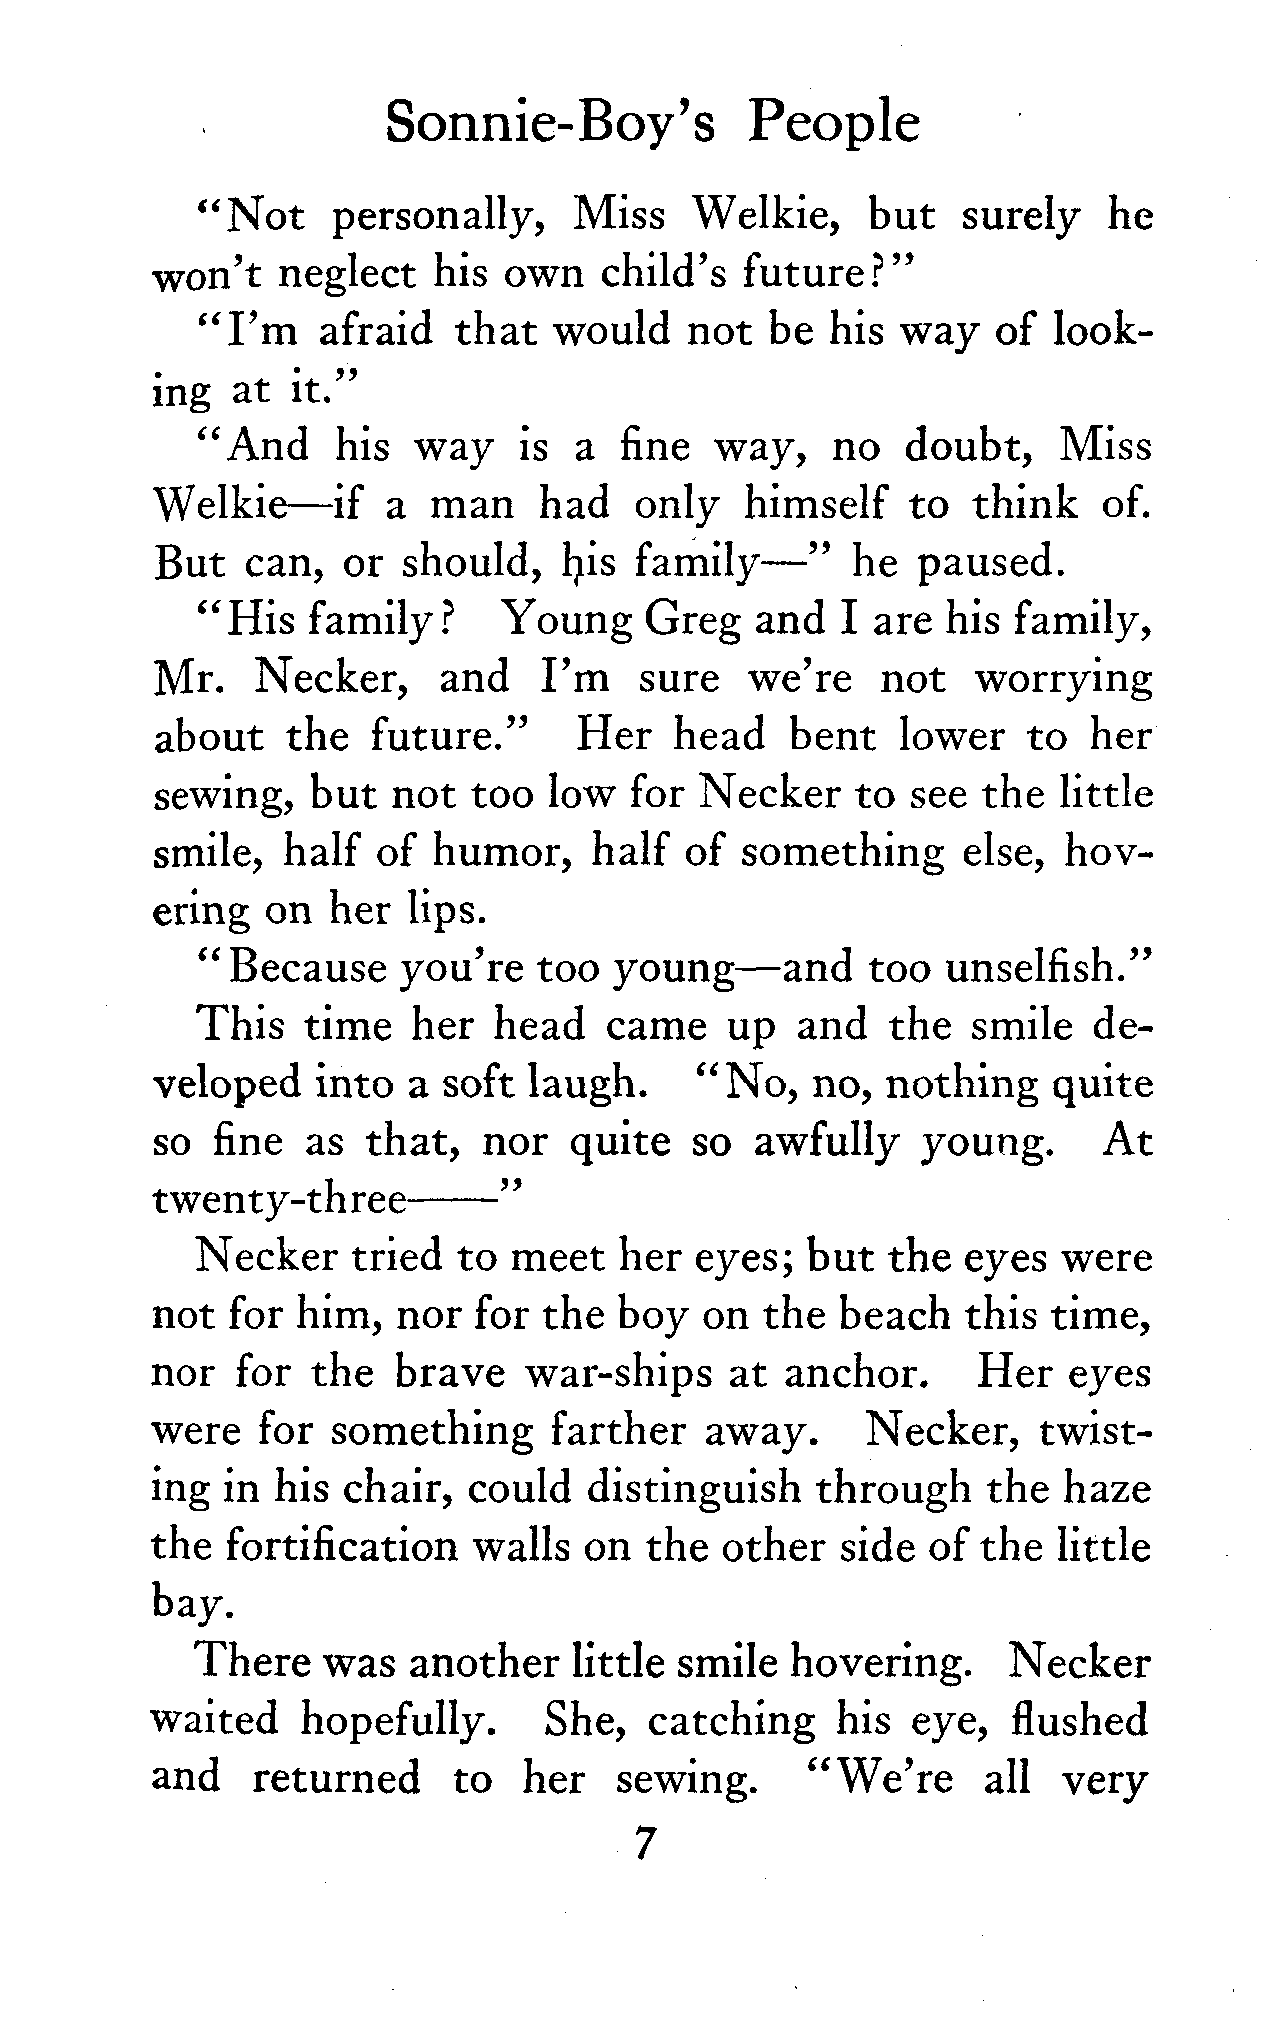 Sonnie-Boy's People
"Not personally, Miss Welkie, but surely he
won't neglect his own child's future?"
"I'm afraid that would not be his way of look-
ing at it."
"And his way is a fine way, no doubt, Miss
Welkie—if a man had only himself to think of.
But can, or should, his family—" he paused.
"His family? Young Greg and I are his family,
Mr. Necker, and I'm sure we're not worrying
about the future." Her head bent lower to her
sewing, but not too low for Necker to see the little
smile, half of humor, half of something else, hov-
ering on her lips.
"Because you're too young—and too unselfish."
This time her head came up and the smile de-
veloped into a soft laugh. "No, no, nothing quite
so fine as that, nor quite so awfully young. At
twenty-three——"
Necker tried to meet her eyes; but the eyes were
not for him, nor for the boy on the beach this time,
nor for the brave war-ships at anchor. Her eyes
were for something farther away. Necker, twist-
ing in his chair, could distinguish through the haze
the fortification walls on the other side of the little
bay.
There was another little smile hovering. Necker
waited hopefully. She, catching his eye, flushed
and returned to her sewing. "We're all very
7